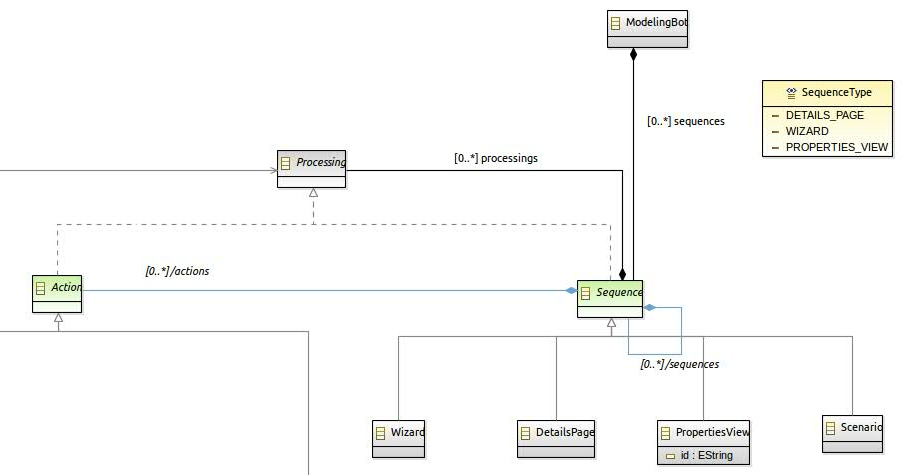 ModelingBot
SequenceType
DETAILS_PAGE
WIZARD
PROPERTIES_VIEW
[0..*] sequences
Processing
[0..*] processings
[0..*]/actions
Action
Sequence
[0..*]/sequences
Wizard
DetailsPage
PropertiesView
id : EString
Scenario